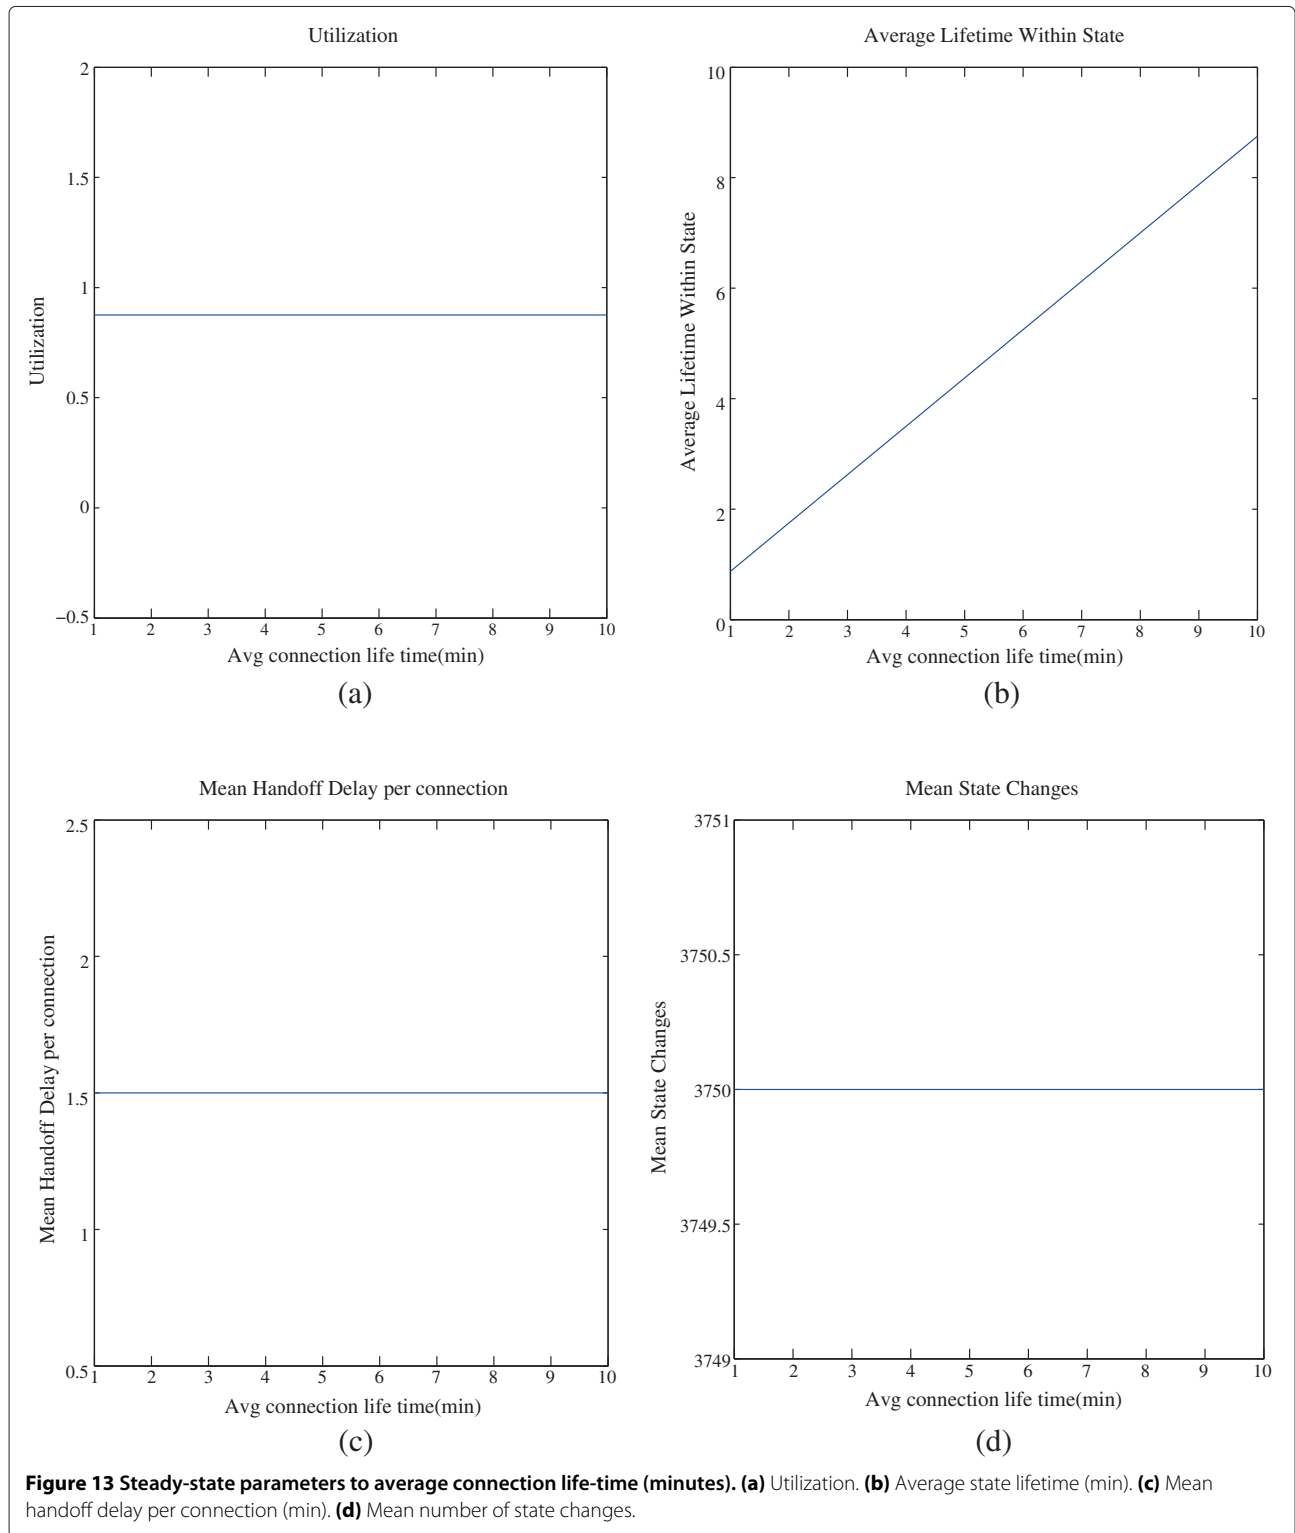 Utilization
2
1.5
1
0.5
0
−0.5
1 2 3 4 5 6 7 8 9 10
Utilization
Avg connection life time(min)
(a)
Average Lifetime Within State
10
8
6
4
2
0
1 2 3 4 5 6 7 8 9 10
Average Lifetime Within State
Avg connection life time(min)
(b)
Mean Handoff Delay per connection
2.5
2
1.5
1
0.5
1 2 3 4 5 6 7 8 9 10
Mean Handoff Delay per connection
Avg connection life time(min)
(c)
Mean State Changes
3751
3750.5
3750
3749.5
3749
1 2 3 4 5 6 7 8 9 10
Mean State Changes
Avg connection life time(min)
(d)
Figure 13 Steady-state parameters to average connection life-time (minutes). (a) Utilization. (b) Average state lifetime (min). (c) Mean
handoff delay per connection (min). (d) Mean number of state changes.